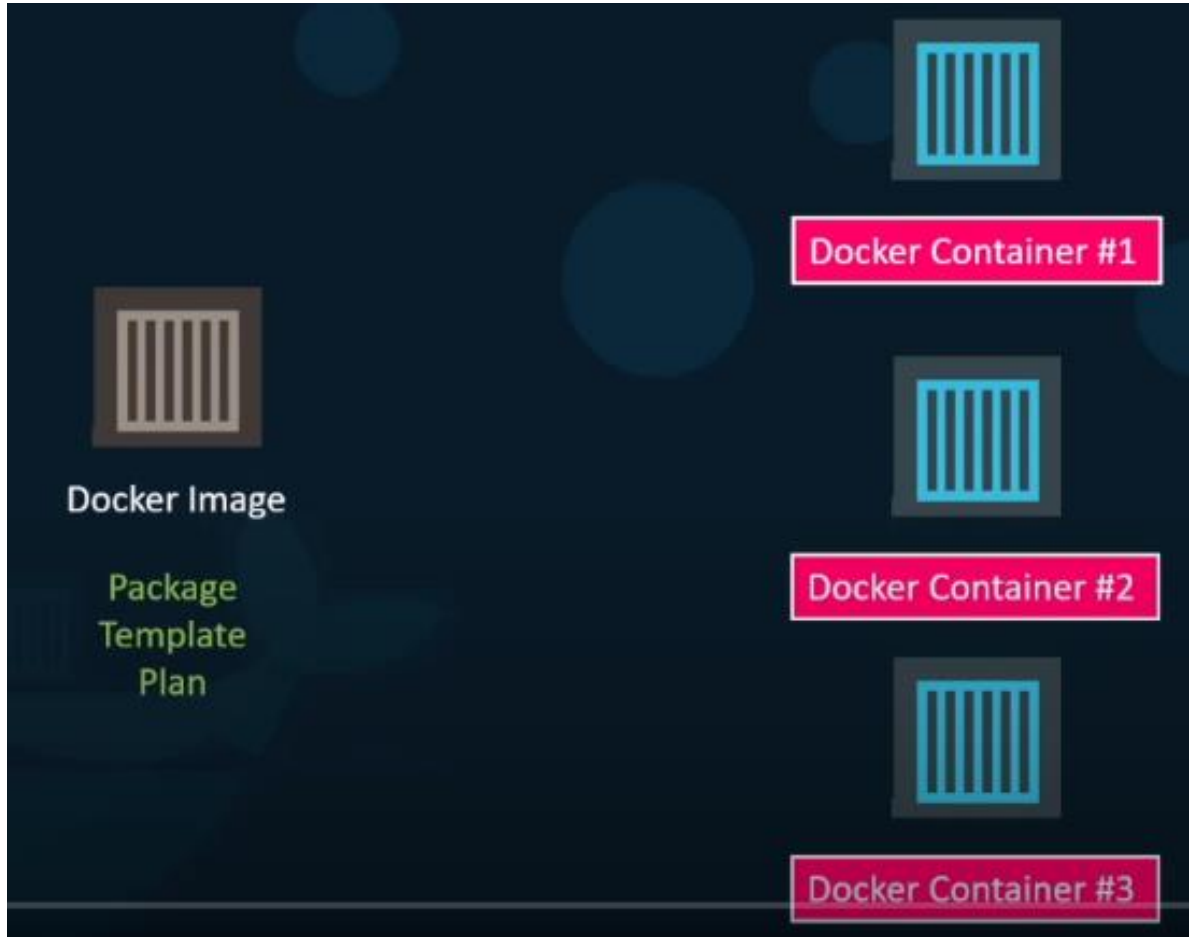 Docker Image
Package
Template
Plan
Docker Container #1
Docker Container #2
Docker Container #3